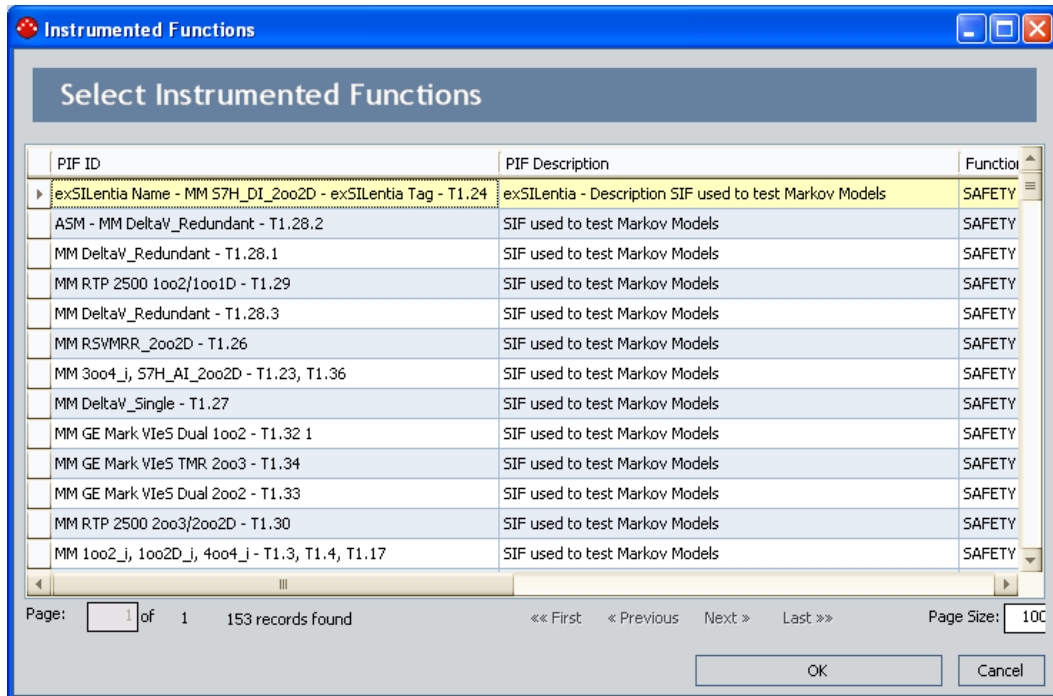 Instrumented Functions
Select Instrumented Functions
PIF ID PIF Description Function
exSILentia Name - MM S7H_DI_2oo2D - exSILentia Tag - T1.24 exSILentia - Description SIF used to test Markov Models SAFETY
ASM - MM DeltaV_Redundant - T1.28.2 SIF used to test Markov Models SAFETY
MM DeltaV_Redundant - T1.28.1 SIF used to test Markov Models SAFETY
MM RTP 2500 1oo2/1oo1D - T1.29 SIF used to test Markov Models SAFETY
MM DeltaV_Redundant - T1.28.3 SIF used to test Markov Models SAFETY
MM RSVMRR_2oo2D - T1.26 SIF used to test Markov Models SAFETY
MM 3oo4_i, S7H_AI_2oo2D - T1.23, T1.36 SIF used to test Markov Models SAFETY
MM DeltaV_Single - T1.27 SIF used to test Markov Models SAFETY
MM GE Mark VIeS Dual 1oo2 - T1.32 1 SIF used to test Markov Models SAFETY
MM GE Mark VIeS TMR 2oo3 - T1.34 SIF used to test Markov Models SAFETY
MM GE Mark VIeS Dual 2oo2 - T1.33 SIF used to test Markov Models SAFETY
MM RTP 2500 2oo3/2oo2D - T1.30 SIF used to test Markov Models SAFETY
MM 1oo2_i, 1oo2D_i, 4oo4_i - T1.3, T1.4, T1.17 SIF used to test Markov Models SAFETY
Page: 1 of 1 153 records found «« First « Previous Next » Last »» Page Size: 100
OK Cancel